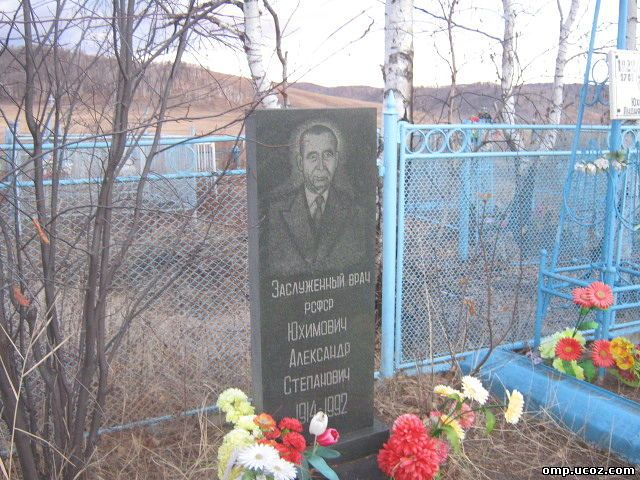 Заслуженный врач
РСФСР
Юхимович
Александр
Степанович
1914-1992
omp.ucoz.com